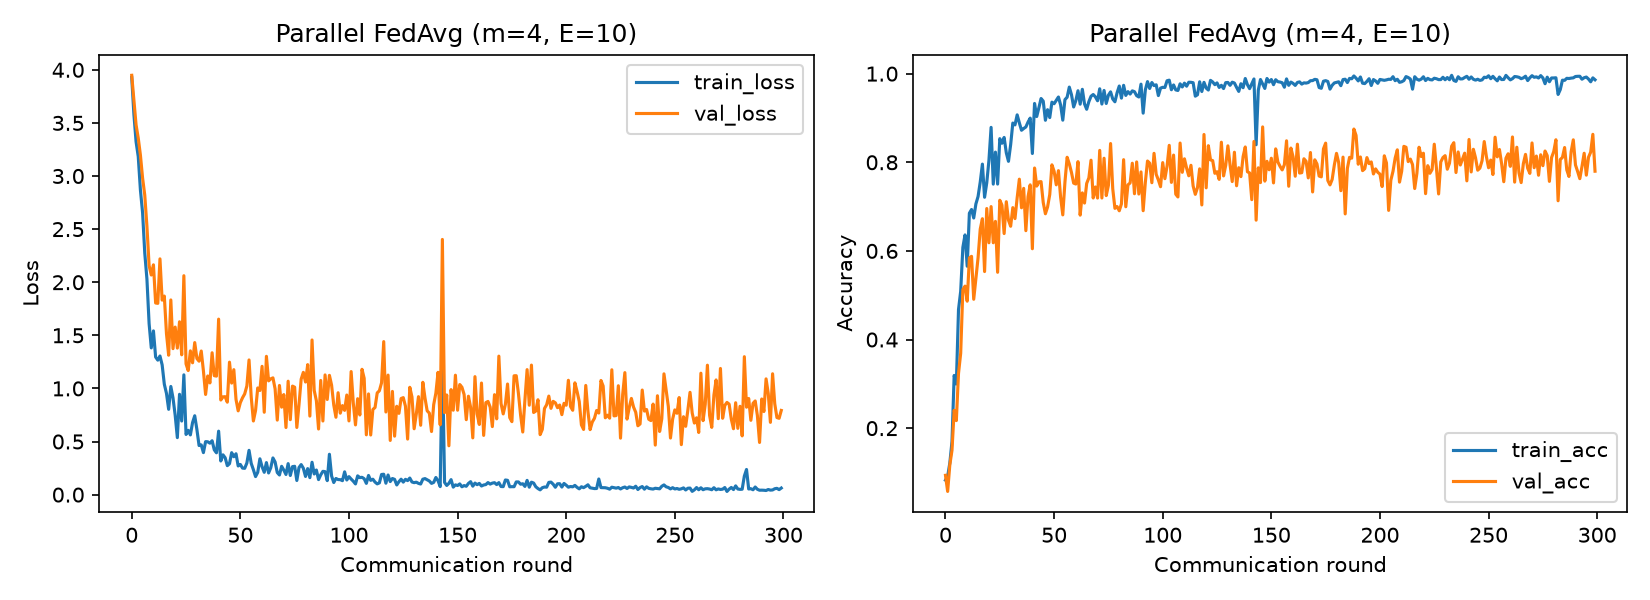 Parallel FedAvg (m=4, E=10)
4.0
3.5
3.0
2.5
2.0
1.5
1.0
0.5
0.0
Loss
train_loss
val_loss
0 50 100 150 200 250 300
Communication round
Parallel FedAvg (m=4, E=10)
1.0
0.8
0.6
0.4
0.2
Accuracy
train_acc
val_acc
0 50 100 150 200 250 300
Communication round